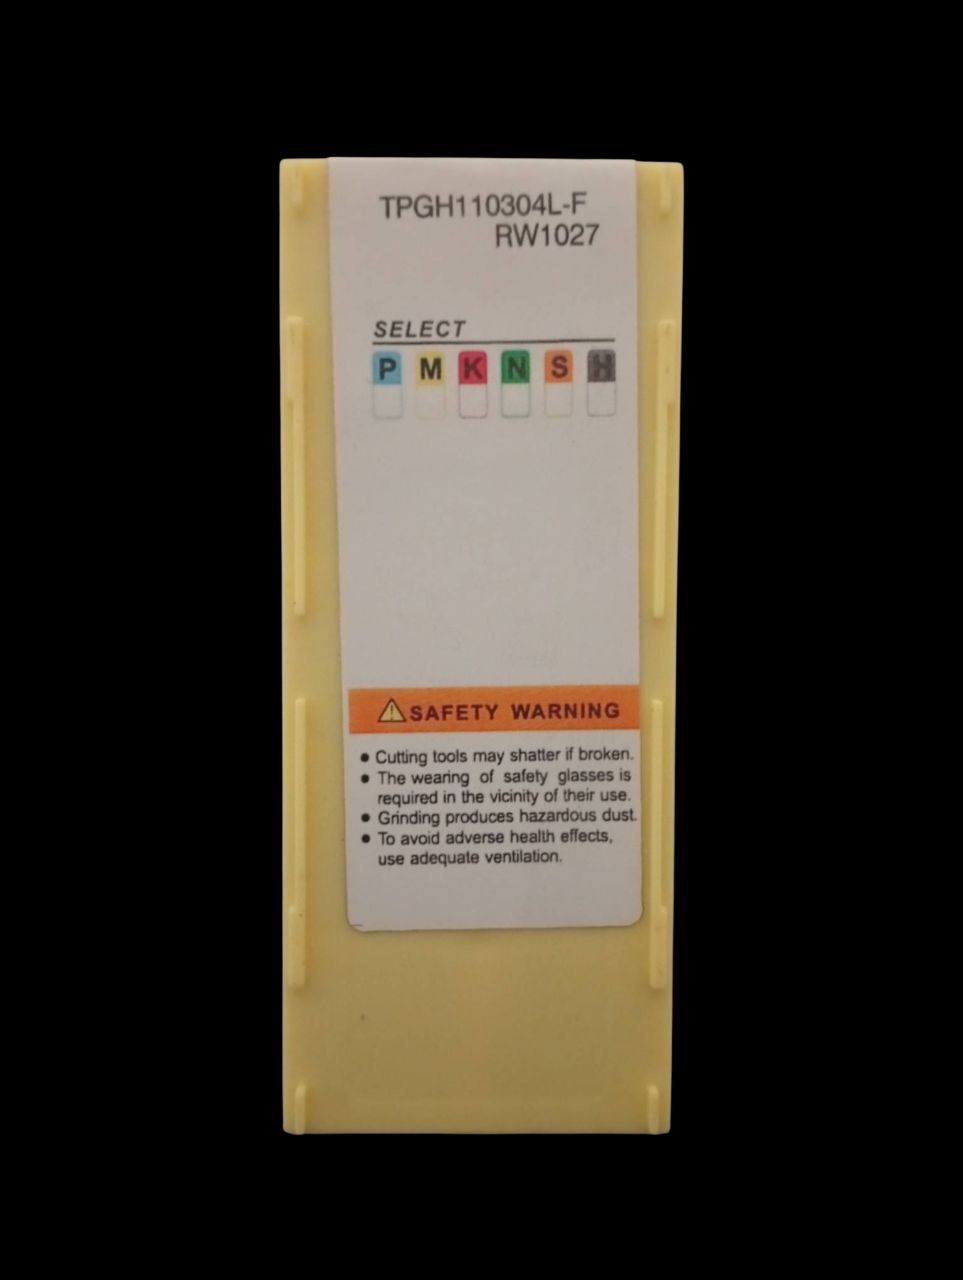 TPGH110304L-F
RW1027
SELECT
P M K N S H
SAFETY WARNING
● Cutting tools may shatter if broken.
● The wearing of safety glasses is
required in the vicinity of their use.
● Grinding produces hazardous dust.
● To avoid adverse health effects,
use adequate ventilation.